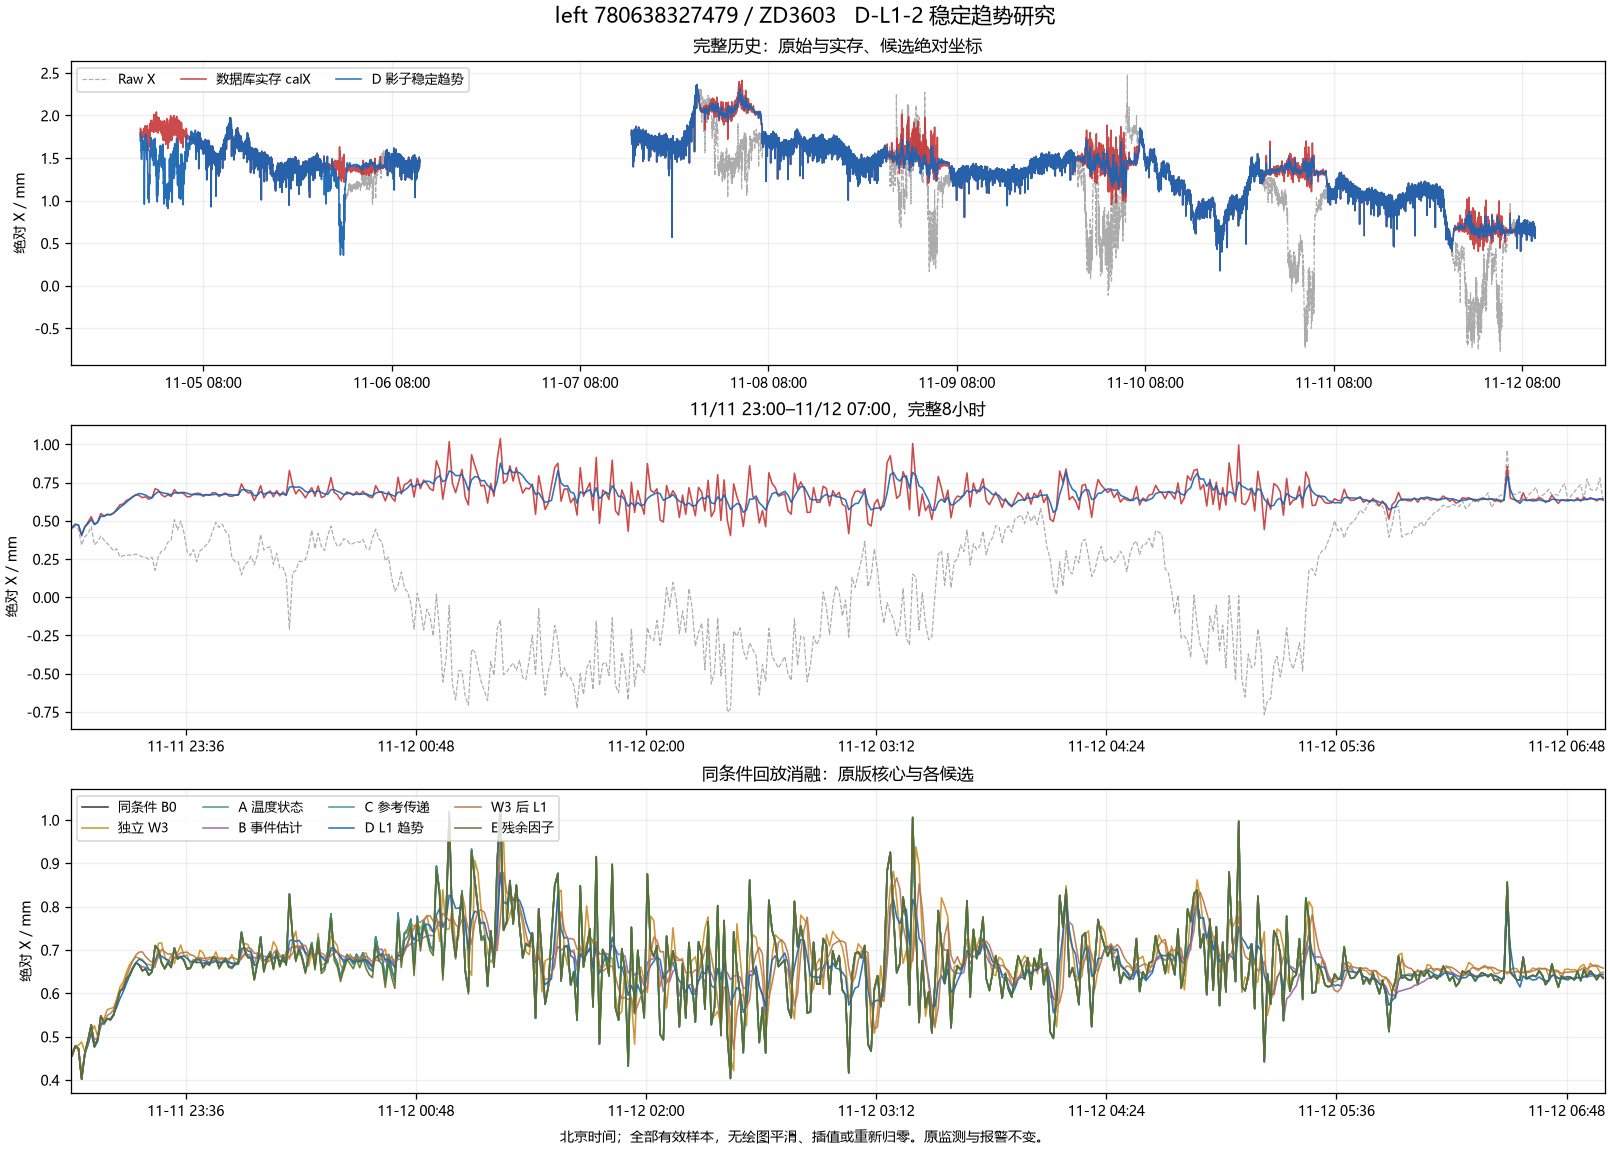 left 780638327479 / ZD3603   D-L1-2 稳定趋势研究
完整历史：原始与实存、候选绝对坐标
Raw X
数据库实存 calX
D 影子稳定趋势
绝对 X / mm
2.5
2.0
1.5
1.0
0.5
0.0
-0.5
11-05 08:00
11-06 08:00
11-07 08:00
11-08 08:00
11-09 08:00
11-10 08:00
11-11 08:00
11-12 08:00
11/11 23:00–11/12 07:00，完整8小时
绝对 X / mm
1.00
0.75
0.50
0.25
0.00
-0.25
-0.50
-0.75
11-11 23:36
11-12 00:48
11-12 02:00
11-12 03:12
11-12 04:24
11-12 05:36
11-12 06:48
同条件回放消融：原版核心与各候选
同条件 B0
A 温度状态
C 参考传递
W3 后 L1
独立 W3
B 事件估计
D L1 趋势
E 残余因子
绝对 X / mm
1.0
0.9
0.8
0.7
0.6
0.5
0.4
11-11 23:36
11-12 00:48
11-12 02:00
11-12 03:12
11-12 04:24
11-12 05:36
11-12 06:48
北京时间；全部有效样本，无绘图平滑、插值或重新归零。原监测与报警不变。